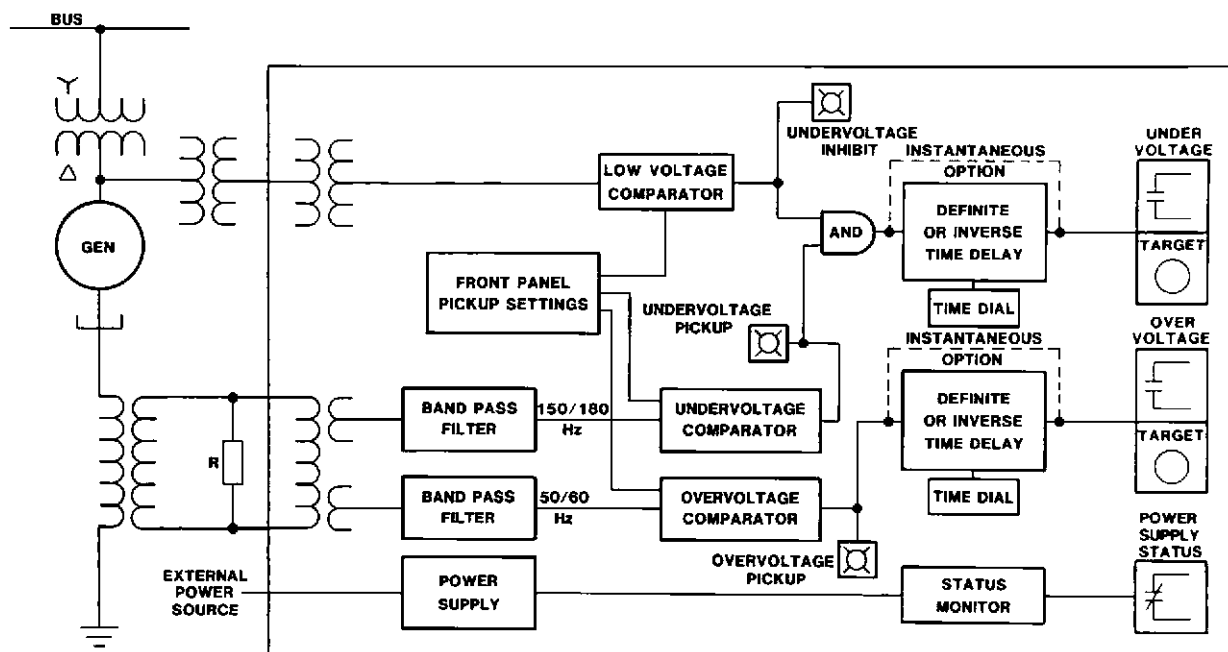 BUS
UNDERVOLTAGE
INHIBIT
UNDER
VOLTAGE
LOW VOLTAGE
COMPARATOR
INSTANTANEOUS
OPTION
DEFINITE
OR INVERSE
TIME DELAY
AND
GEN
TARGET
FRONT PANEL
PICKUP SETTINGS
TIME DIAL
UNDERVOLTAGE
PICKUP
OVER
VOLTAGE
INSTANTANEOUS
OPTION
BAND PASS
FILTER
150/180
Hz
UNDERVOLTAGE
COMPARATOR
DEFINITE
OR INVERSE
TIME DELAY
TARGET
R
BAND PASS
FILTER
50/60
Hz
OVERVOLTAGE
COMPARATOR
TIME DIAL
OVERVOLTAGE
PICKUP
POWER
SUPPLY
STATUS
EXTERNAL
POWER
SOURCE
POWER
SUPPLY
STATUS
MONITOR